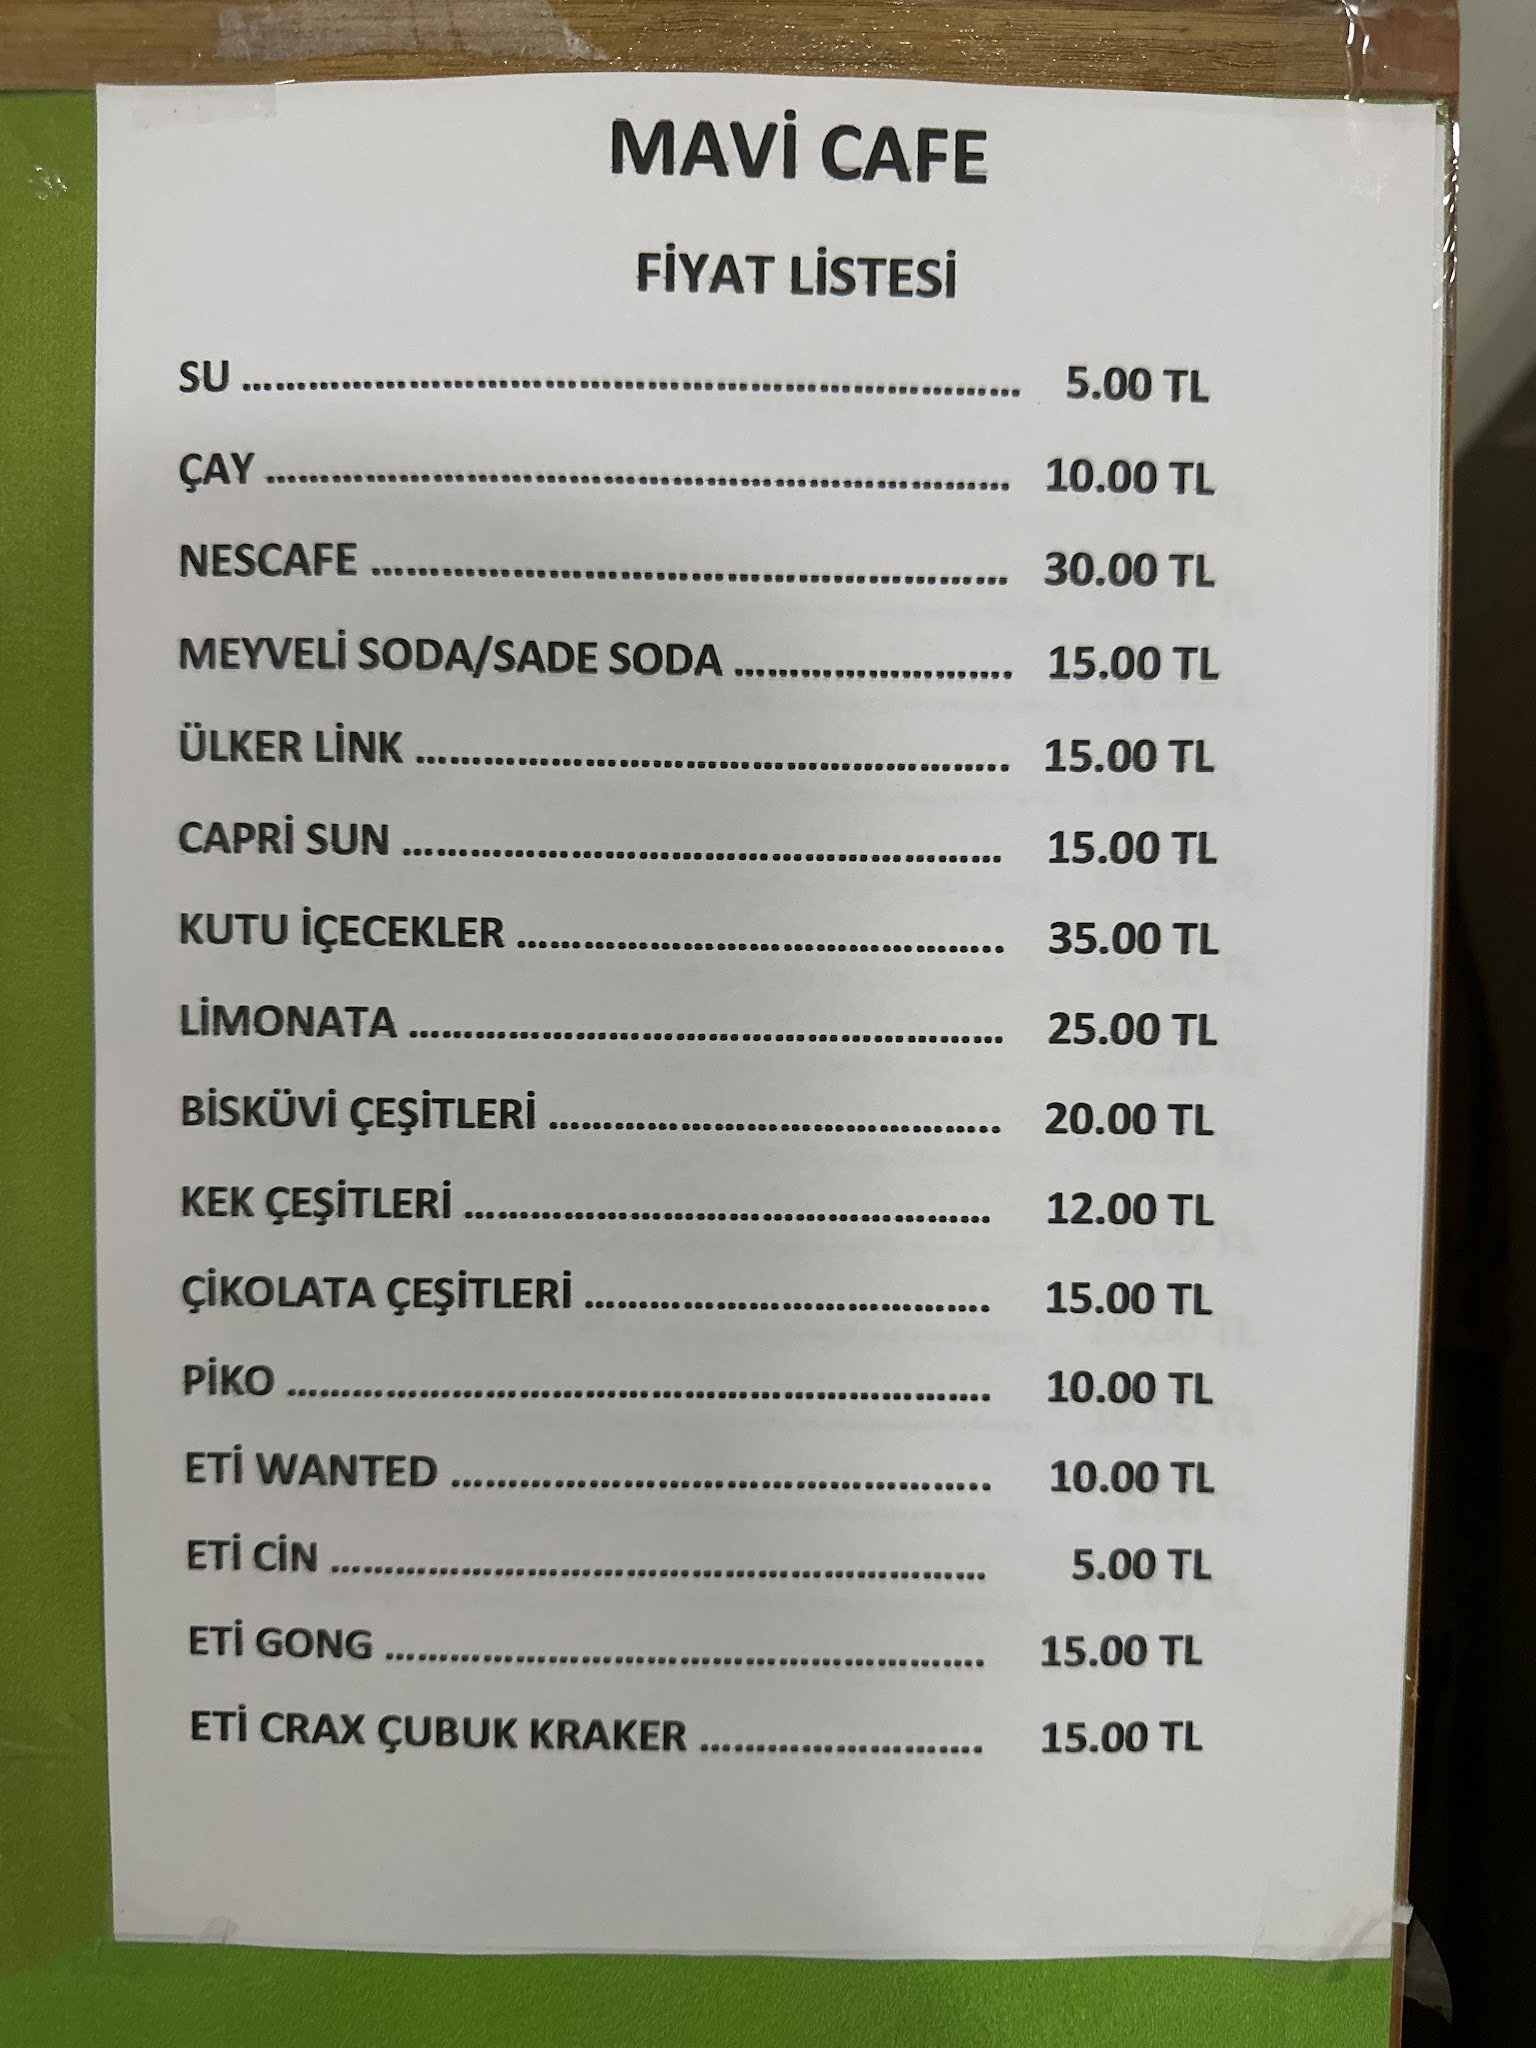 MAVİ CAFE
FİYAT LİSTESİ
SU ........................................................................ 5.00 TL
ÇAY ..................................................................... 10.00 TL
NESCAFE ........................................................... 30.00 TL
MEYVELİ SODA/SADE SODA .......................... 15.00 TL
ÜLKER LİNK ....................................................... 15.00 TL
CAPRİ SUN ........................................................ 15.00 TL
KUTU İÇECEKLER ............................................. 35.00 TL
LİMONATA ....................................................... 25.00 TL
BİSKÜVİ ÇEŞİTLERİ .......................................... 20.00 TL
KEK ÇEŞİTLERİ ................................................. 12.00 TL
ÇİKOLATA ÇEŞİTLERİ ...................................... 15.00 TL
PİKO .................................................................. 10.00 TL
ETİ WANTED ................................................... 10.00 TL
ETİ CİN ............................................................. 5.00 TL
ETİ GONG ........................................................ 15.00 TL
ETİ CRAX ÇUBUK KRAKER ........................... 15.00 TL